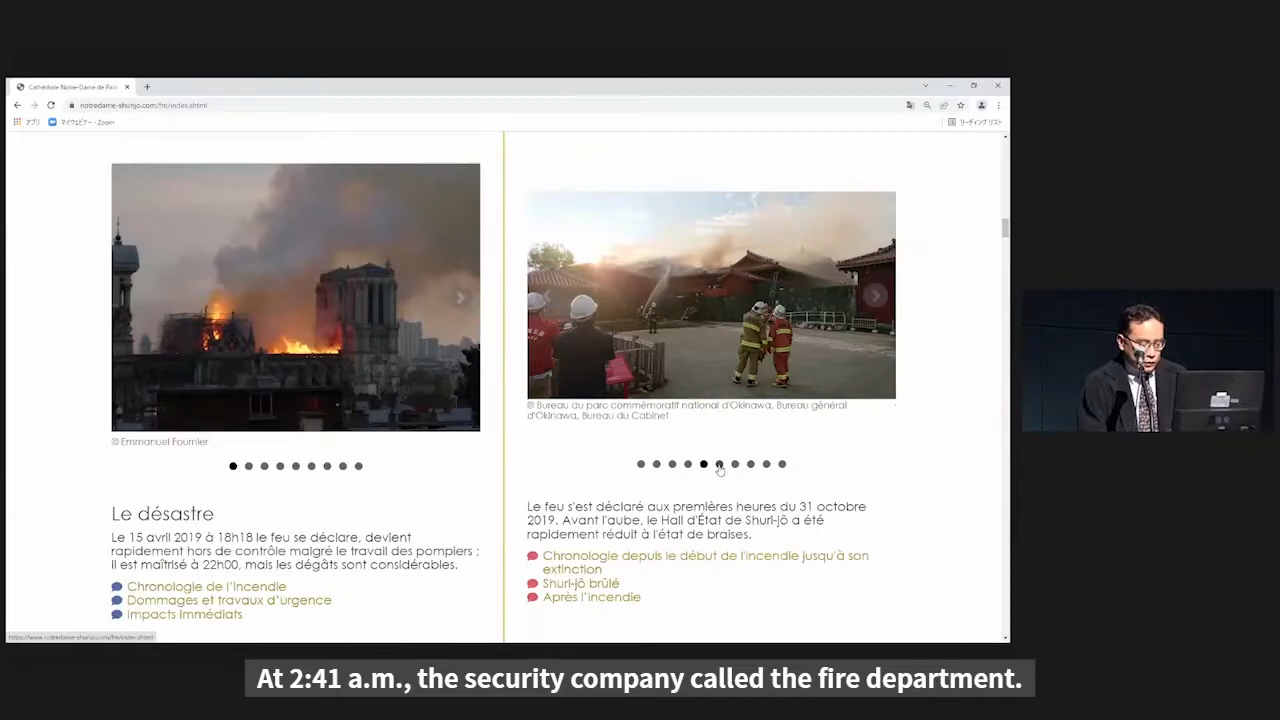 Cathédrale Notre-Dame de Paris
notredame-shurijo.com/fre/index.shtml
アプリ
マイウェビナー - Zoom
リーディング リスト
© Emmanuel Fournier
© Bureau du parc commémoratif national d'Okinawa, Bureau général
d'Okinawa, Bureau du Cabinet
Le désastre
Le 15 avril 2019 à 18h18 le feu se déclare, devient
rapidement hors de contrôle malgré le travail des pompiers ;
il est maîtrisé à 22h00, mais les dégâts sont considérables.
Chronologie de l'incendie
Dommages et travaux d'urgence
Impacts immédiats
Le feu s'est déclaré aux premières heures du 31 octobre
2019. Avant l'aube, le Hall d'État de Shuri-jô a été
rapidement réduit à l'état de braises.
Chronologie depuis le début de l'incendie jusqu'à son
extinction
Shuri-jô brûlé
Après l'incendie
https://www.notredame-shurijo.com/fre/index.shtml
At 2:41 a.m., the security company called the fire department.